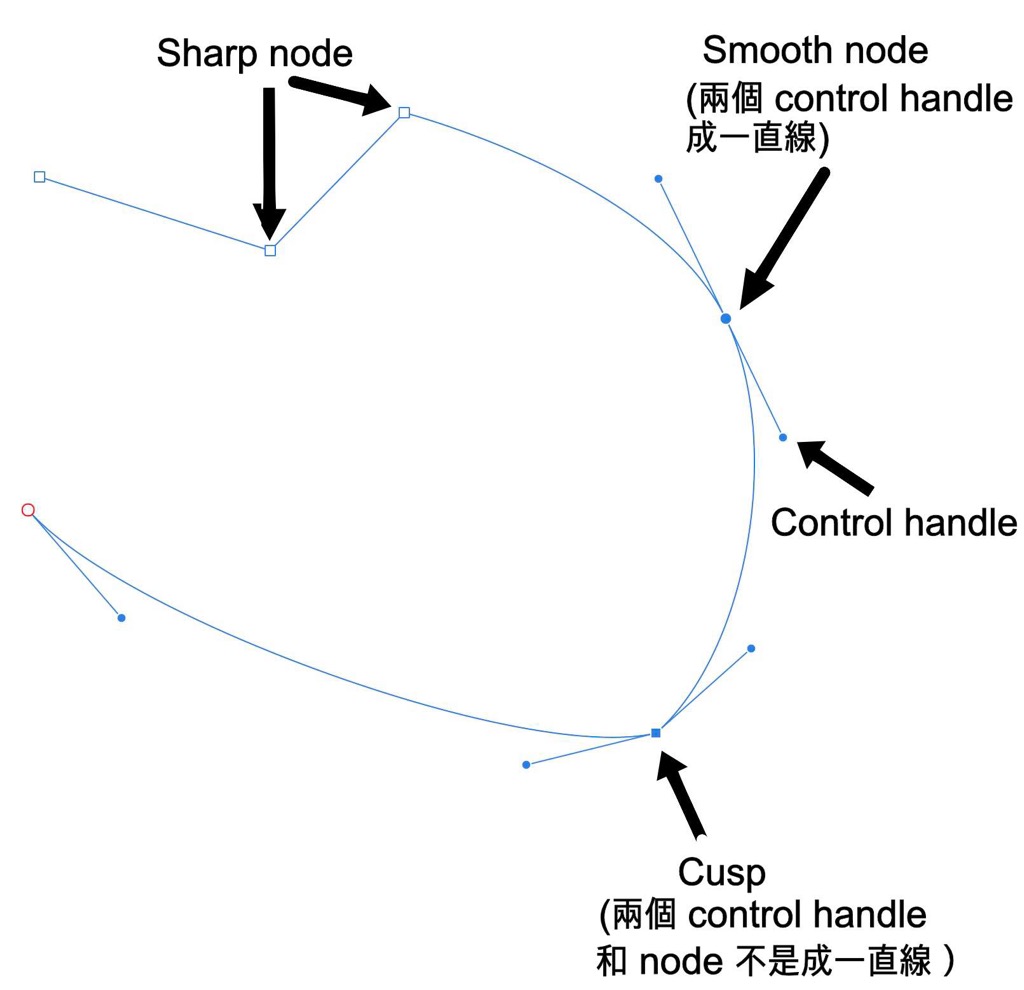 Sharp node
Smooth node
(兩個 control handle
成一直線)
Control handle
Cusp
(兩個 control handle
和 node 不是成一直線 )